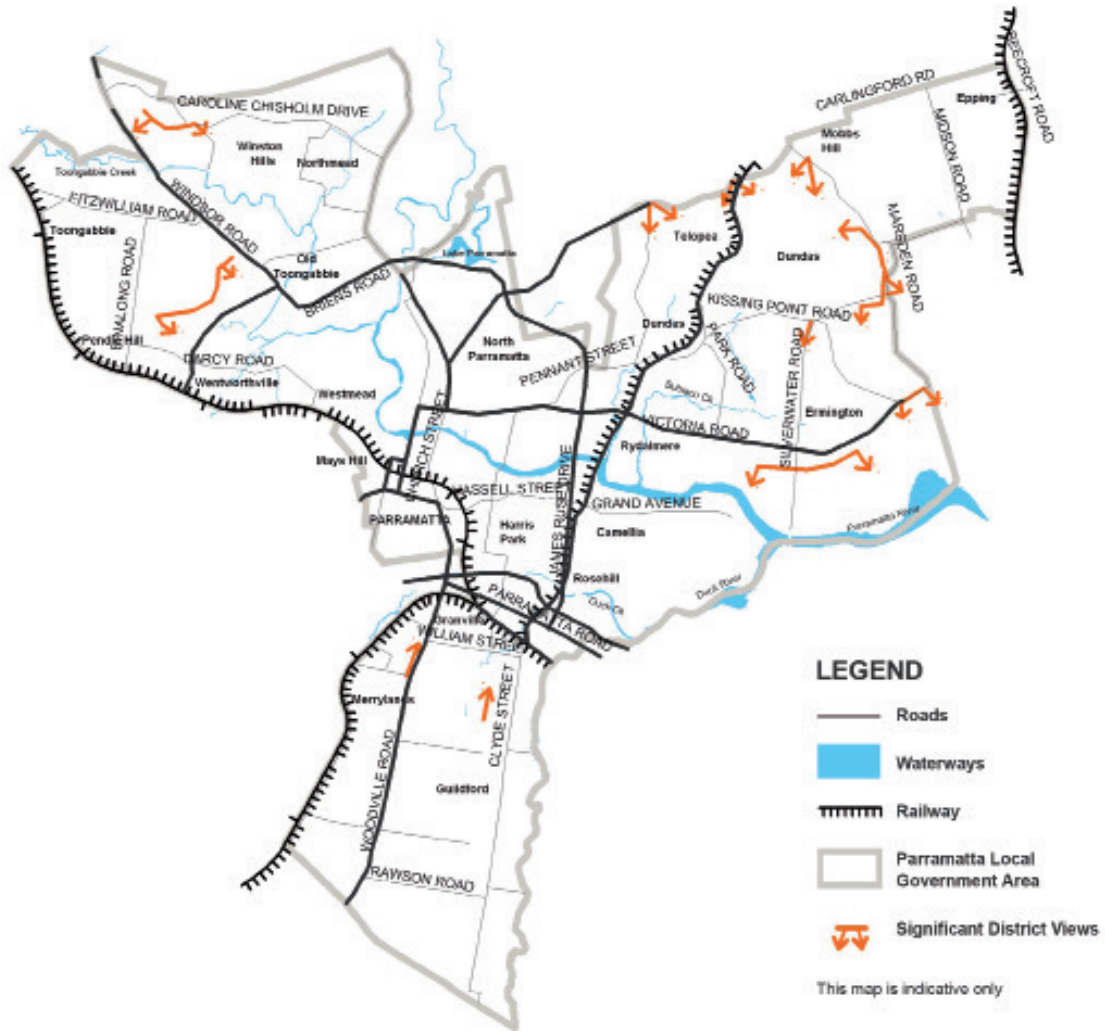 BEECROFT ROAD
CARLINGFORD RD
Epping
MIDSON ROAD
Mobbs
Hill
CAROLINE CHISHOLM DRIVE
Winston
Hills
Northmead
Toongabbie Creek
FITZWILLIAM ROAD
Toongabbie
WINDSOR ROAD
BINALONG ROAD
Old
Toongabbie
BRIENS ROAD
Lake Parramatta
Telopea
Dundas
MARSDEN ROAD
KISSING POINT ROAD
Pendle Hill
DARCY ROAD
Wentworthville
Westmead
North
Parramatta
PENNANT STREET
Dundas
PARK ROAD
Subiaco Ck
SILVERWATER ROAD
Ermington
VICTORIA ROAD
Rydalmere
Mays Hill
CHURCH STREET
HASSELL STREET
JAMES RUSE DRIVE
GRAND AVENUE
PARRAMATTA
Harris
Park
Camellia
Parramatta River
Rosehill
Duck River
Duck Ck
PARRAMATTA ROAD
Granville
WILLIAM STREET
Merrylands
CLYDE STREET
WOODVILLE ROAD
Guildford
RAWSON ROAD
LEGEND
Roads
Waterways
Railway
Parramatta Local
Government Area
Significant District Views
This map is indicative only